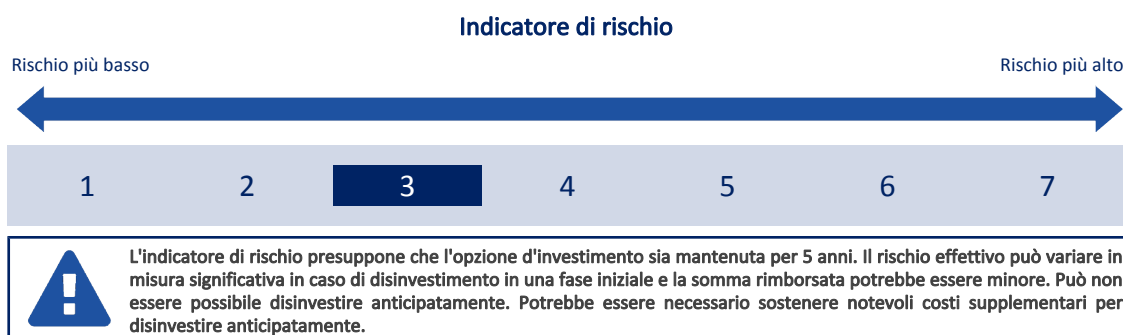 Indicatore di rischio
Rischio più basso
Rischio più alto
1 2 3 4 5 6 7
L'indicatore di rischio presuppone che l'opzione d'investimento sia mantenuta per 5 anni. Il rischio effettivo può variare in
misura significativa in caso di disinvestimento in una fase iniziale e la somma rimborsata potrebbe essere minore. Può non
essere possibile disinvestire anticipatamente. Potrebbe essere necessario sostenere notevoli costi supplementari per
disinvestire anticipatamente.